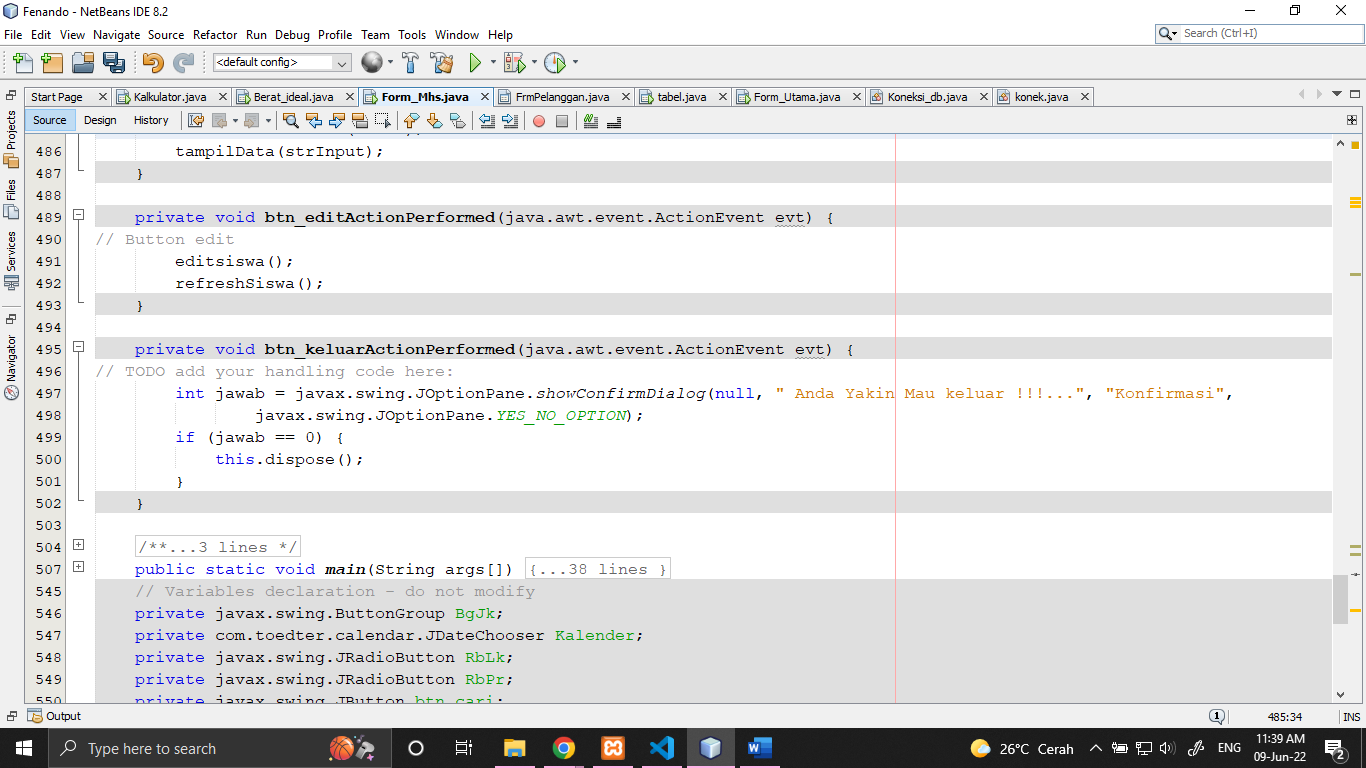 Fenando - NetBeans IDE 8.2
File Edit View Navigate Source Refactor Run Debug Profile Team Tools Window Help
Search (Ctrl+I)
<default config>
Start Page Kalkulator.java Berat_ideal.java Form_Mhs.java FrmPelanggan.java tabel.java Form_Utama.java Koneksi_db.java konek.java
Source Design History
Projects
Files
Services
Navigator
486 tampilData(strInput);
487 }
488
489 private void btn_editActionPerformed(java.awt.event.ActionEvent evt) {
490 // Button edit
491 editsiswa();
492 refreshSiswa();
493 }
494
495 private void btn_keluarActionPerformed(java.awt.event.ActionEvent evt) {
496 // TODO add your handling code here:
497 int jawab = javax.swing.JOptionPane.showConfirmDialog(null, " Anda Yakin Mau keluar !!!...", "Konfirmasi",
498 javax.swing.JOptionPane.YES_NO_OPTION);
499 if (jawab == 0) {
500 this.dispose();
501 }
502 }
503
504 /**...3 lines */
507 public static void main(String args[]) {...38 lines }
545 // Variables declaration - do not modify
546 private javax.swing.ButtonGroup BgJk;
547 private com.toedter.calendar.JDateChooser Kalender;
548 private javax.swing.JRadioButton RbLk;
549 private javax.swing.JRadioButton RbPr;
550 private javax.swing.JButton btn_cari;
Output
1
485:34
INS
Type here to search
26°C Cerah
ENG
11:39 AM
09-Jun-22
2